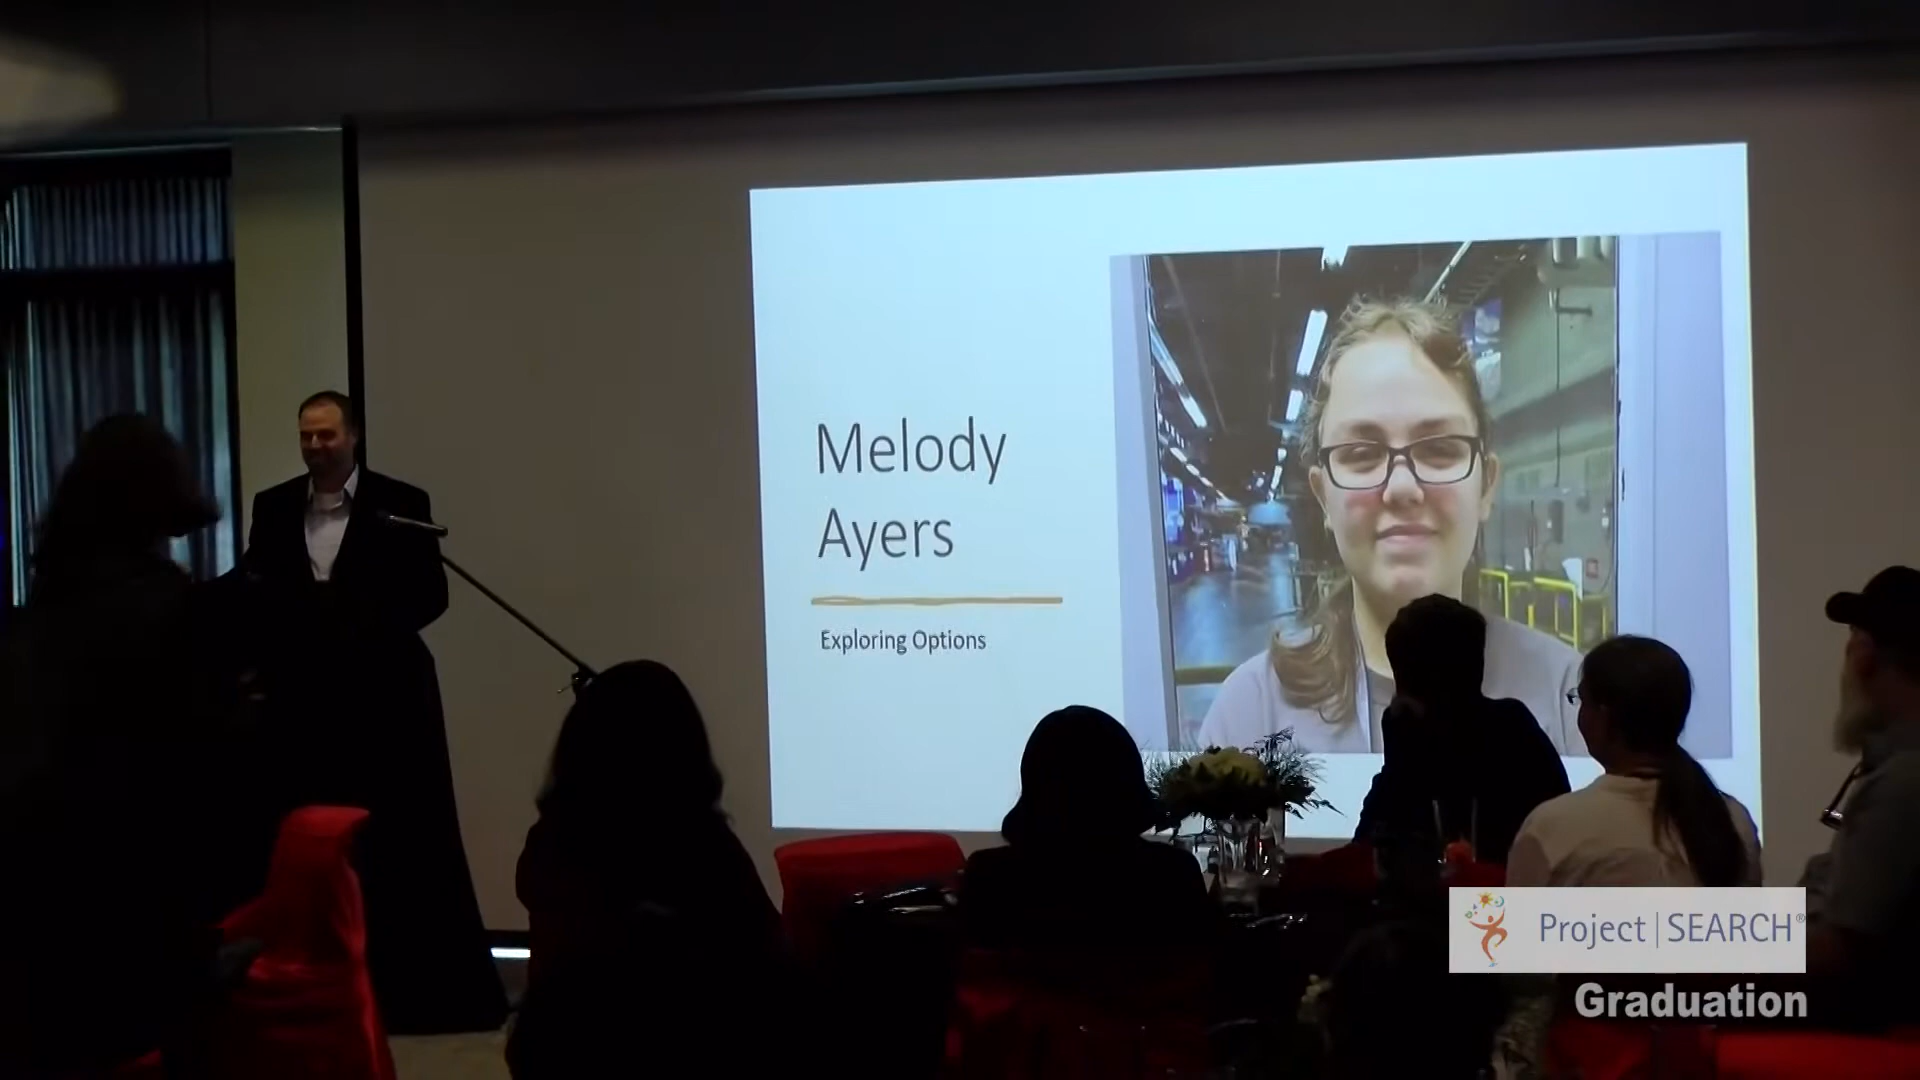 Melody
Ayers
Exploring Options
Project|SEARCH®
Graduation